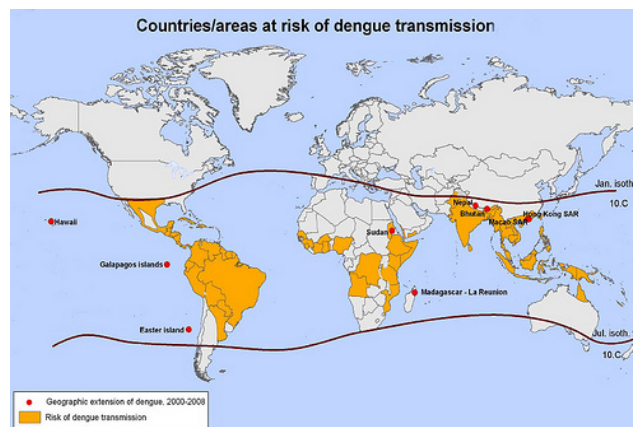 Countries/areas at risk of dengue transmission
Jan. isoth.
10.C
Nepal
Bhutan
Hong Kong SAR
Macao SAR
Hawaii
Sudan
Galapagos islands
Madagascar - La Reunion
Easter island
Jul. isoth.
10.C
Geographic extension of dengue, 2000-2008
Risk of dengue transmission